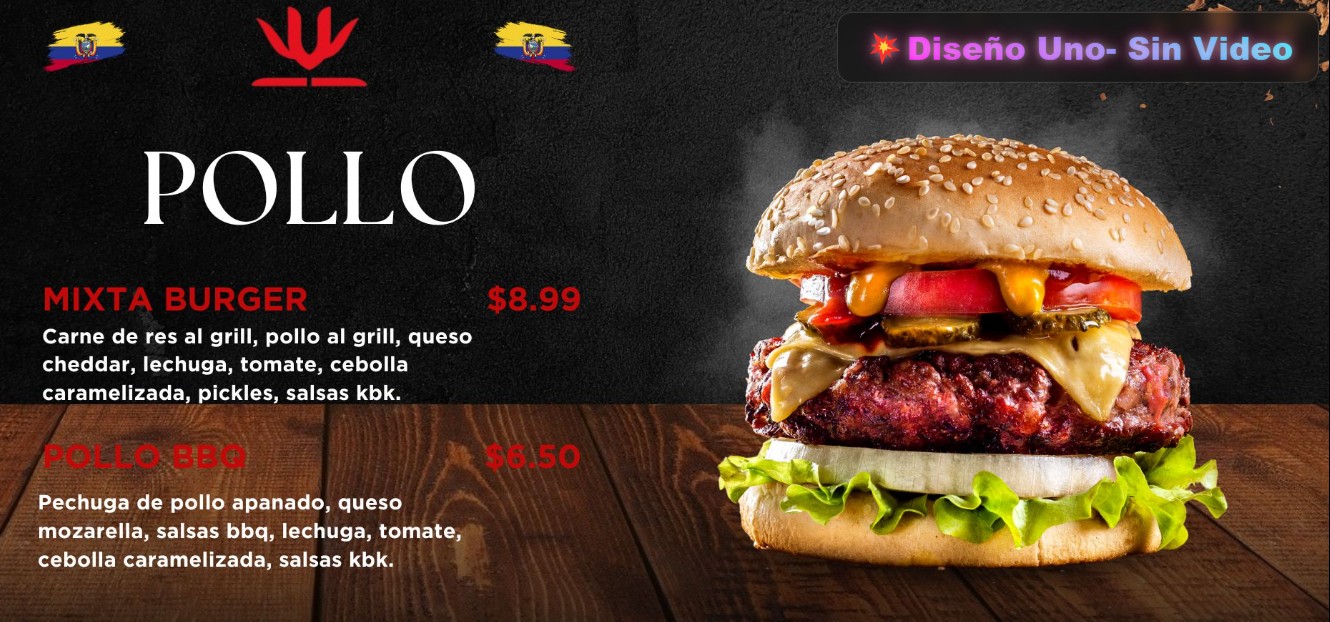 💥 Diseño Uno- Sin Video
POLLO
MIXTA BURGER $8.99
Carne de res al grill, pollo al grill, queso
cheddar, lechuga, tomate, cebolla
caramelizada, pickles, salsas kbk.
POLLO BBQ $6.50
Pechuga de pollo apanado, queso
mozarella, salsas bbq, lechuga, tomate,
cebolla caramelizada, salsas kbk.